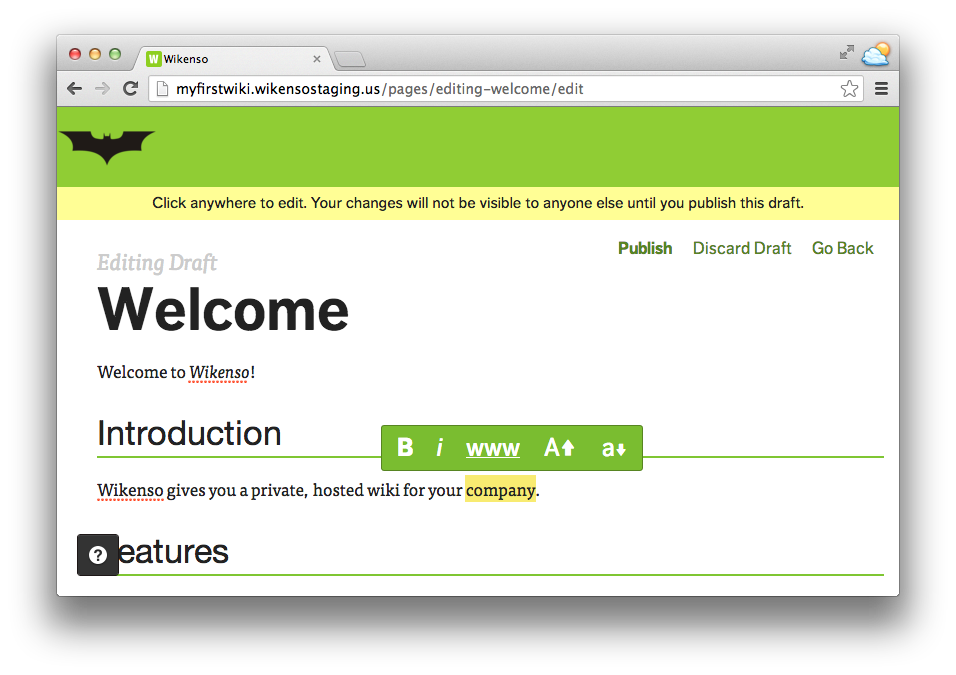 W Wikenso
myfirstwiki.wikensostaging.us/pages/editing-welcome/edit
Click anywhere to edit. Your changes will not be visible to anyone else until you publish this draft.
Publish Discard Draft Go Back
Editing Draft
Welcome
Welcome to Wikenso!
Introduction
B i www A a
Wikenso gives you a private, hosted wiki for your company.
? eatures